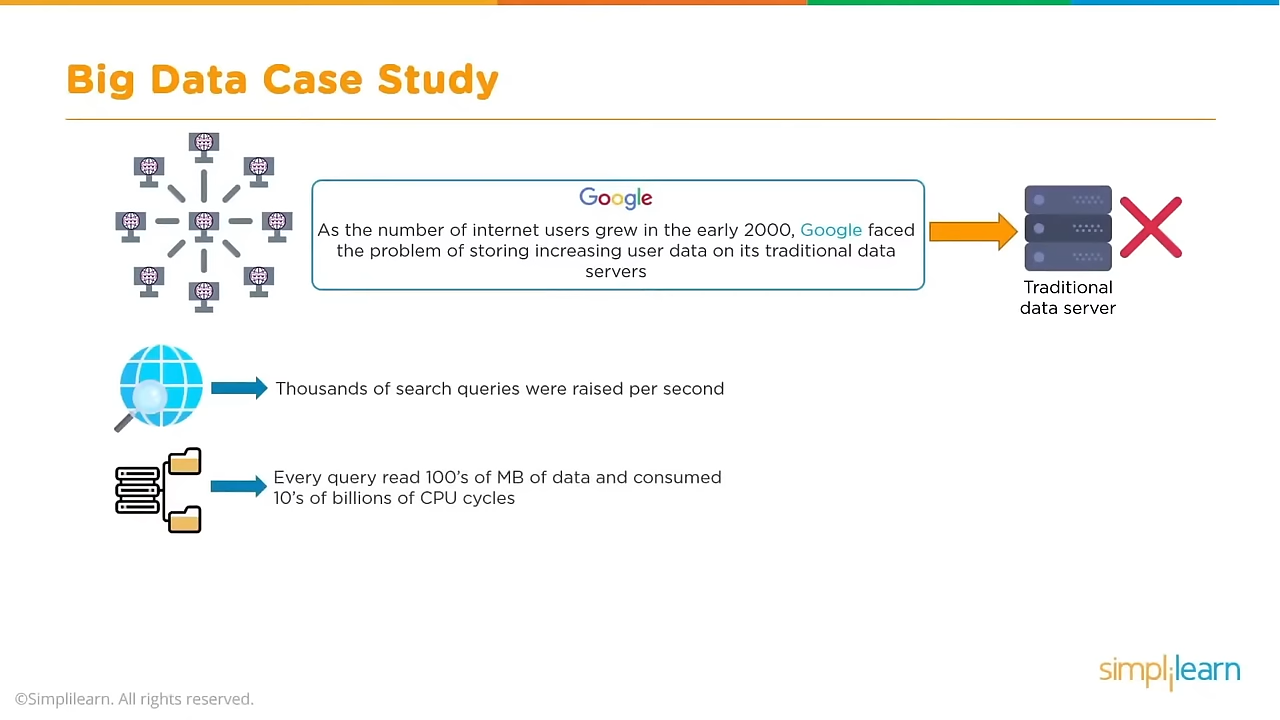 Big Data Case Study
Google
As the number of internet users grew in the early 2000, Google faced
the problem of storing increasing user data on its traditional data
servers
Traditional
data server
Thousands of search queries were raised per second
Every query read 100’s of MB of data and consumed
10’s of billions of CPU cycles
simplilearn
©Simplilearn. All rights reserved.